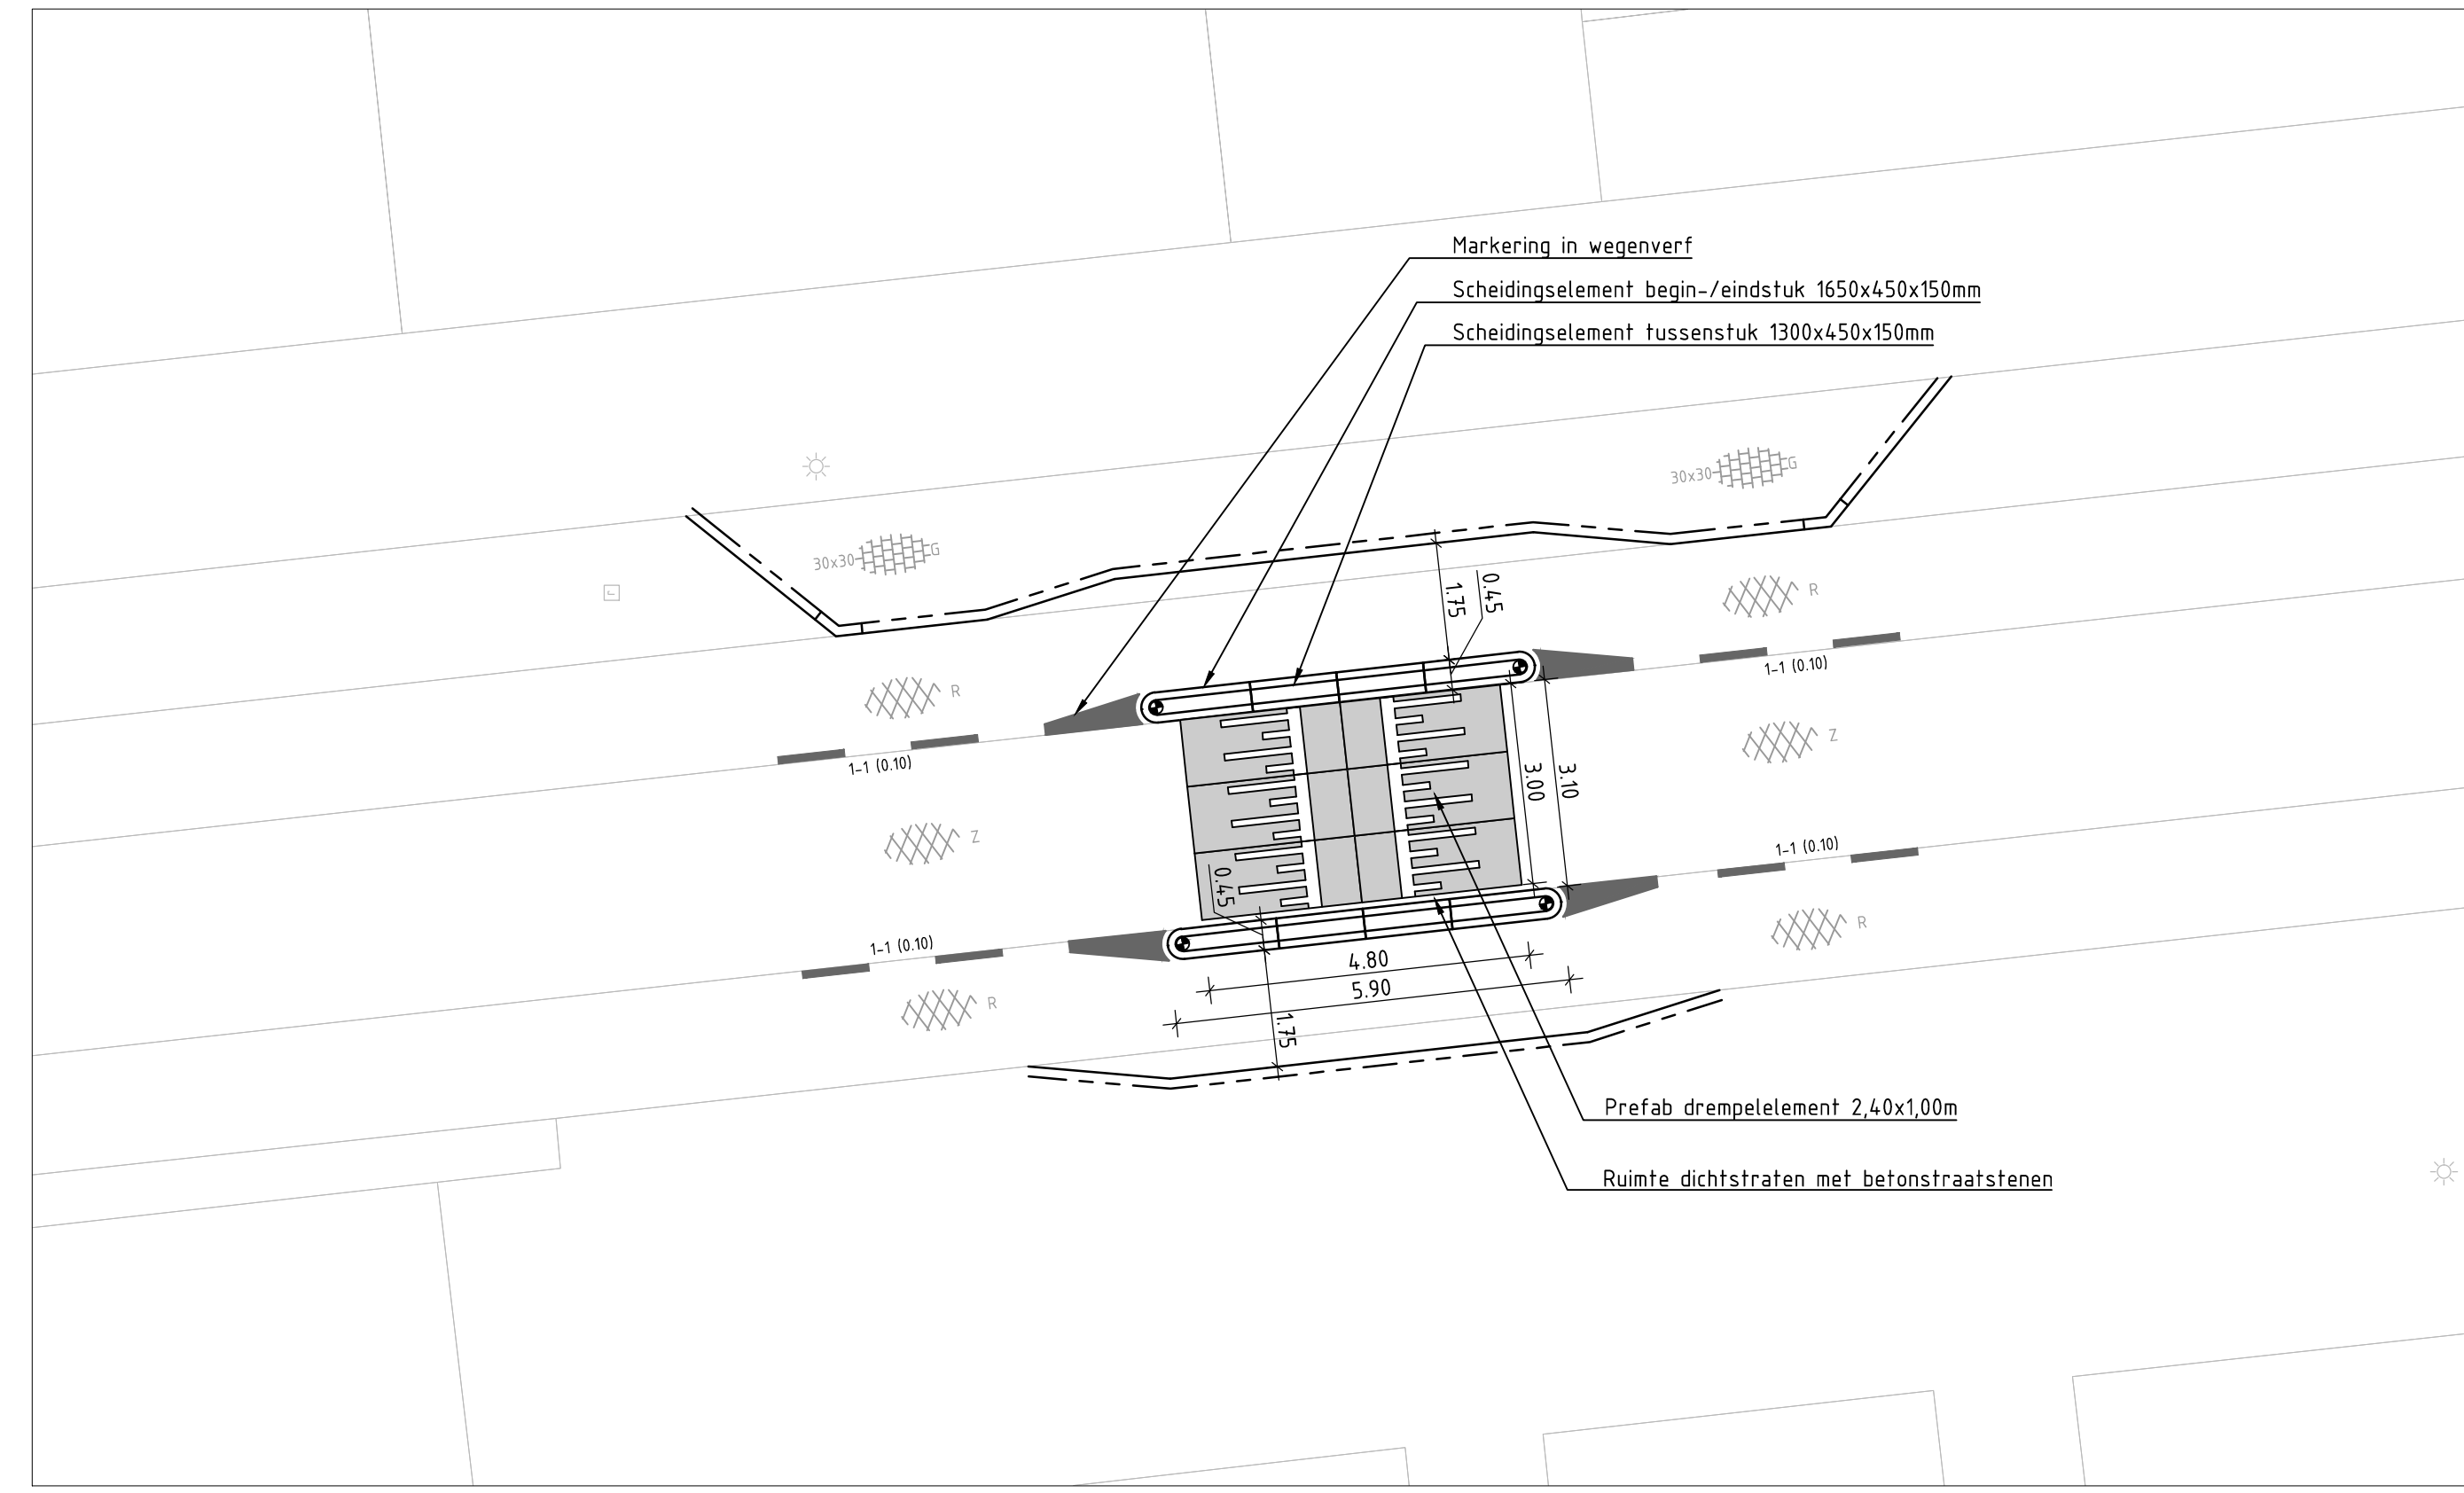 Markering in wegenverf
Scheidingselement begin-/eindstuk 1650x450x150mm
Scheidingselement tussenstuk 1300x450x150mm
30x30 G
30x30 G
0.45
1.75
R
1-1 (0.10)
R
1-1 (0.10)
Z
3.00
3.10
Z
1-1 (0.10)
0.45
R
1-1 (0.10)
4.80
5.90
R
1.75
Prefab drempelelement 2,40x1,00m
Ruimte dichtstraten met betonstraatstenen